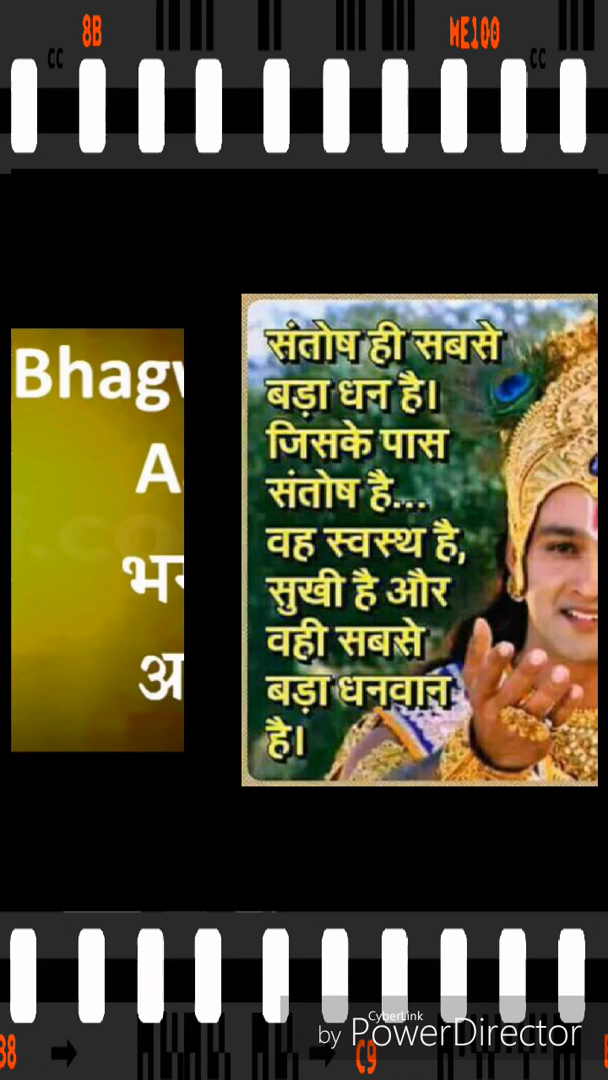 8B
ME100
CC
CC
संतोष ही सबसे
बड़ा धन है।
जिसके पास
संतोष है...
वह स्वस्थ है,
सुखी है और
वही सबसे
बड़ा धनवान
है।
CyberLink
by PowerDirector
C9